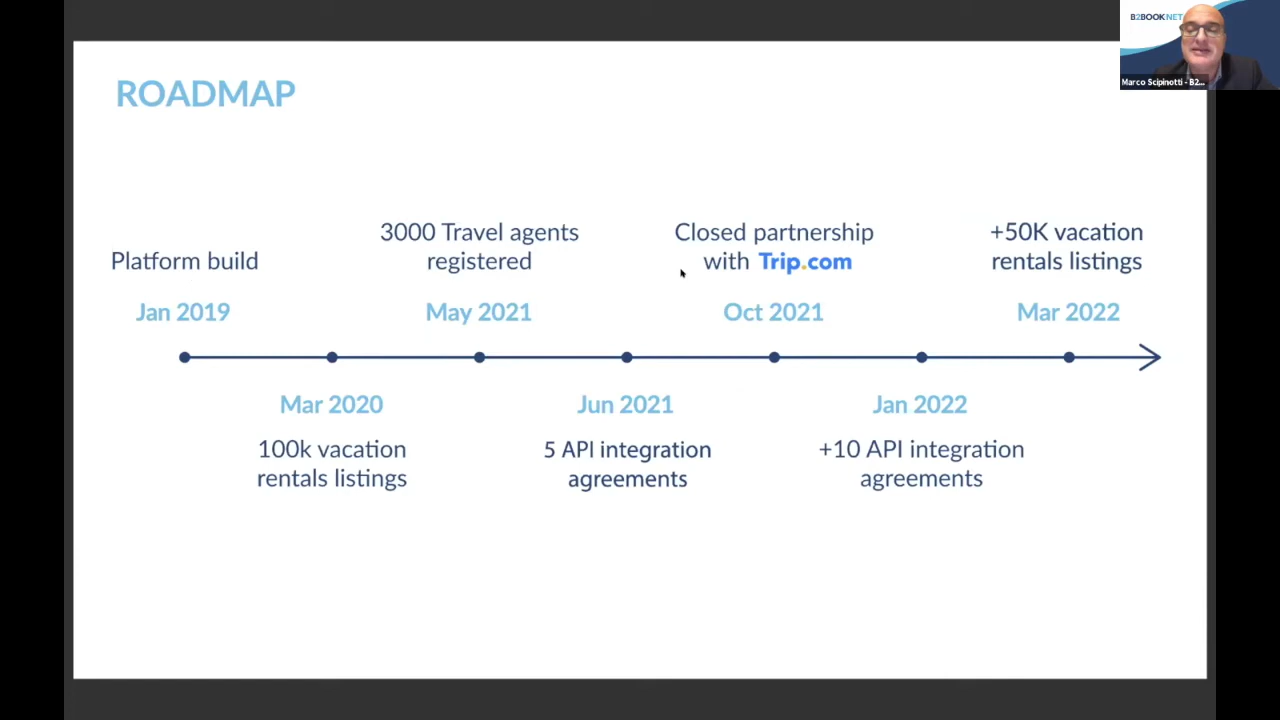 B2BOOKNET
Marco Scipinotti - B2...
ROADMAP
Platform build
Jan 2019
3000 Travel agents
registered
May 2021
Closed partnership
with Trip.com
Oct 2021
+50K vacation
rentals listings
Mar 2022
Mar 2020
100k vacation
rentals listings
Jun 2021
5 API integration
agreements
Jan 2022
+10 API integration
agreements